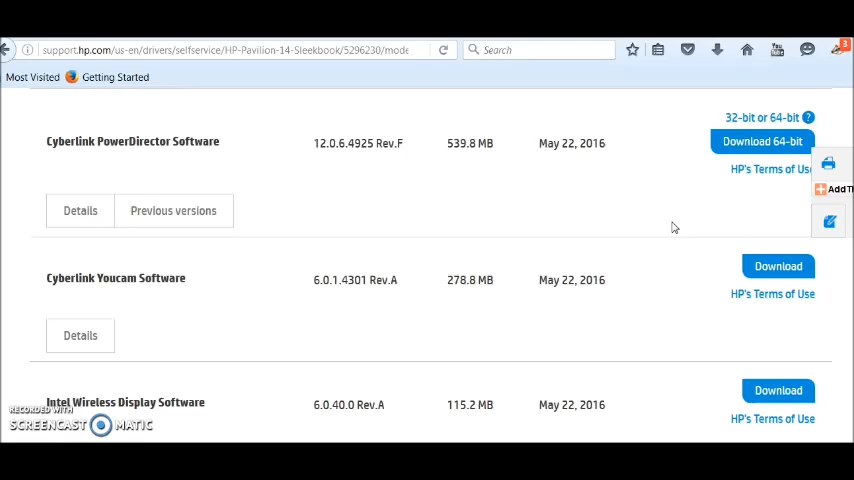 support.hp.com/us-en/drivers/selfservice/HP-Pavilion-14-Sleekbook/5296230/mode
Search
You
3
Most Visited Getting Started
32-bit or 64-bit ?
Cyberlink PowerDirector Software 12.0.6.4925 Rev.F 539.8 MB May 22, 2016 Download 64-bit
HP's Terms of Use
Add Th
Details Previous versions
Cyberlink Youcam Software 6.0.1.4301 Rev.A 278.8 MB May 22, 2016 Download
HP's Terms of Use
Details
Intel Wireless Display Software 6.0.40.0 Rev.A 115.2 MB May 22, 2016 Download
HP's Terms of Use
RECORDED WITH
SCREENCAST MATIC